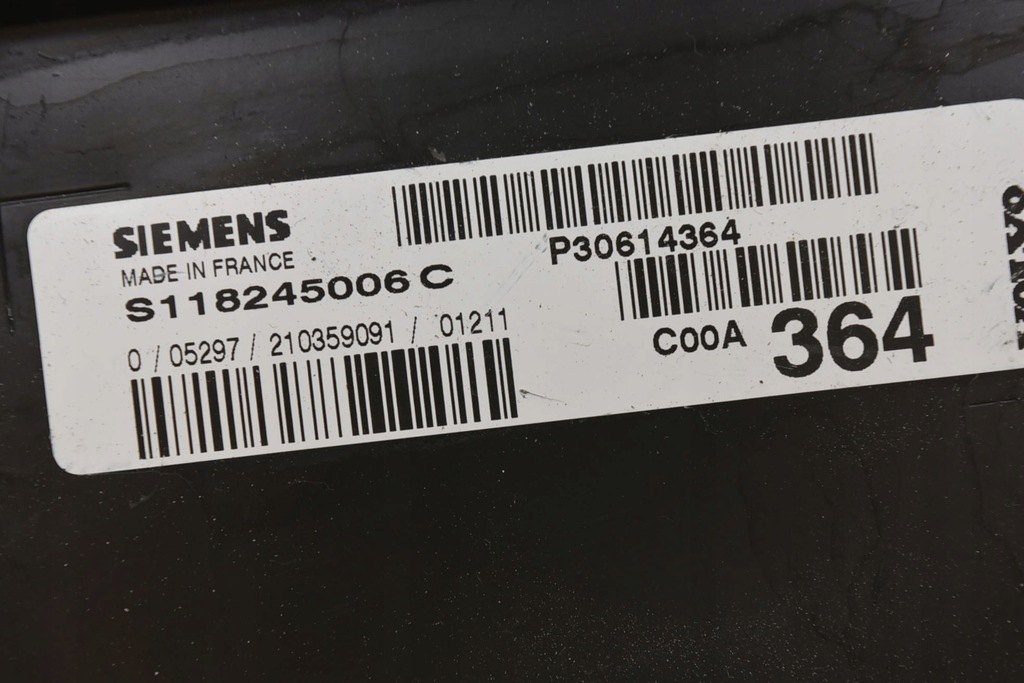 SIEMENS
MADE IN FRANCE
S118245006 C
0 / 05297 / 210359091 / 01211
P30614364
C00A 364